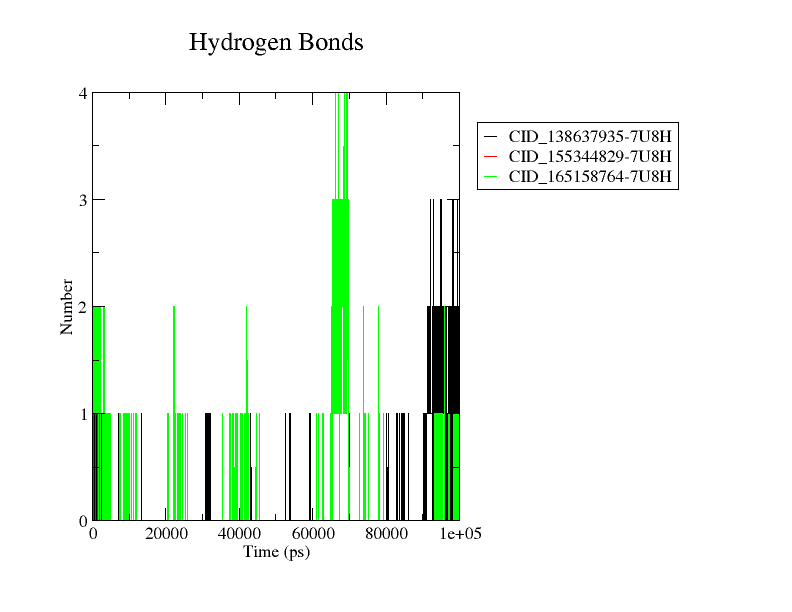 Hydrogen Bonds
4
3
2
1
0
Number
0 20000 40000 60000 80000 1e+05
Time (ps)
CID_138637935-7U8H
CID_155344829-7U8H
CID_165158764-7U8H